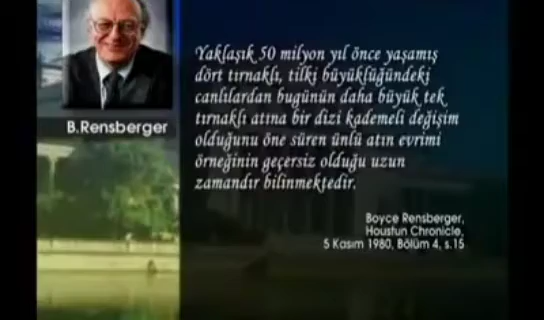 B.Rensberger
Yaklaşık 50 milyon yıl önce yaşamış
dört tırnaklı, tilki büyüklüğündeki
canlılardan bugünün daha büyük tek
tırnaklı atına bir dizi kademeli değişim
olduğunu öne süren ünlü atın evrimi
örneğinin geçersiz olduğu uzun
zamandır bilinmektedir.
Boyce Rensberger,
Houstun Chronicle,
5 Kasım 1980, Bölüm 4, s.15